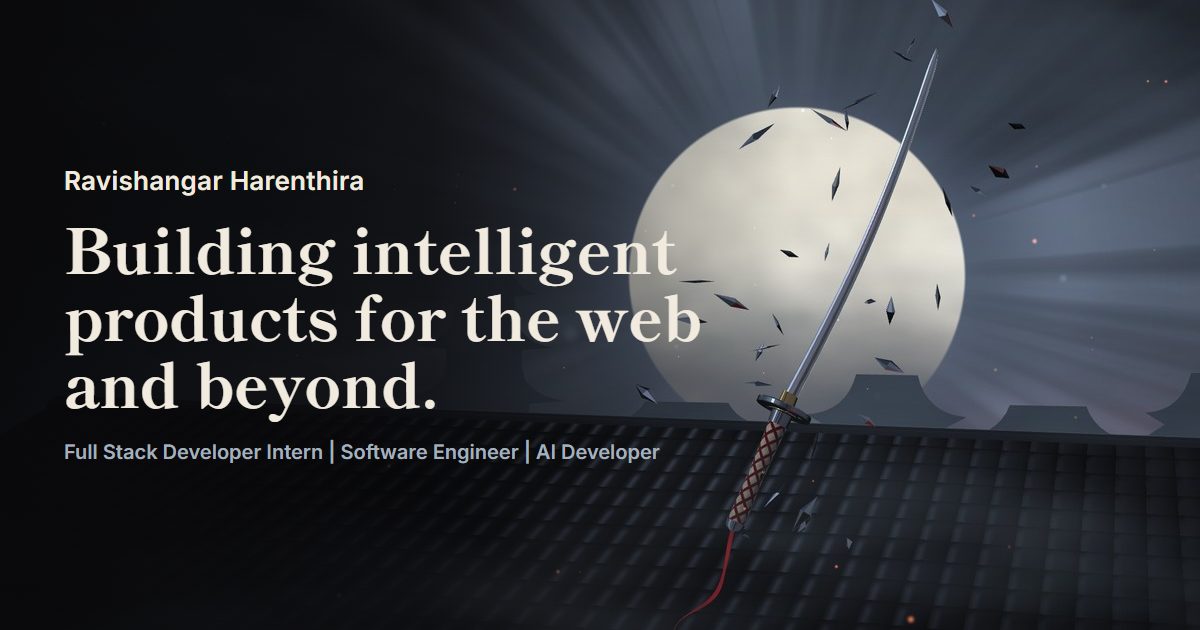 Ravishangar Harenthira
Building intelligent
products for the web
and beyond.
Full Stack Developer Intern | Software Engineer | AI Developer